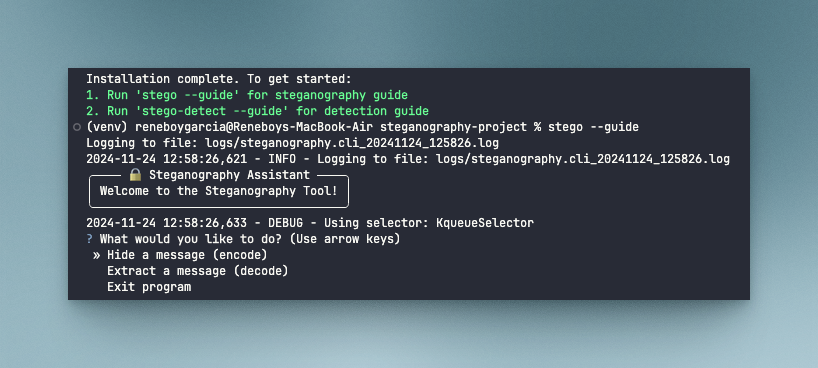 Installation complete. To get started:
1. Run 'stego --guide' for steganography guide
2. Run 'stego-detect --guide' for detection guide
(venv) reneboygarcia@Reneboys-MacBook-Air steganography-project % stego --guide
Logging to file: logs/steganography.cli_20241124_125826.log
2024-11-24 12:58:26,621 - INFO - Logging to file: logs/steganography.cli_20241124_125826.log
🔒 Steganography Assistant
Welcome to the Steganography Tool!
2024-11-24 12:58:26,633 - DEBUG - Using selector: KqueueSelector
? What would you like to do? (Use arrow keys)
» Hide a message (encode)
Extract a message (decode)
Exit program